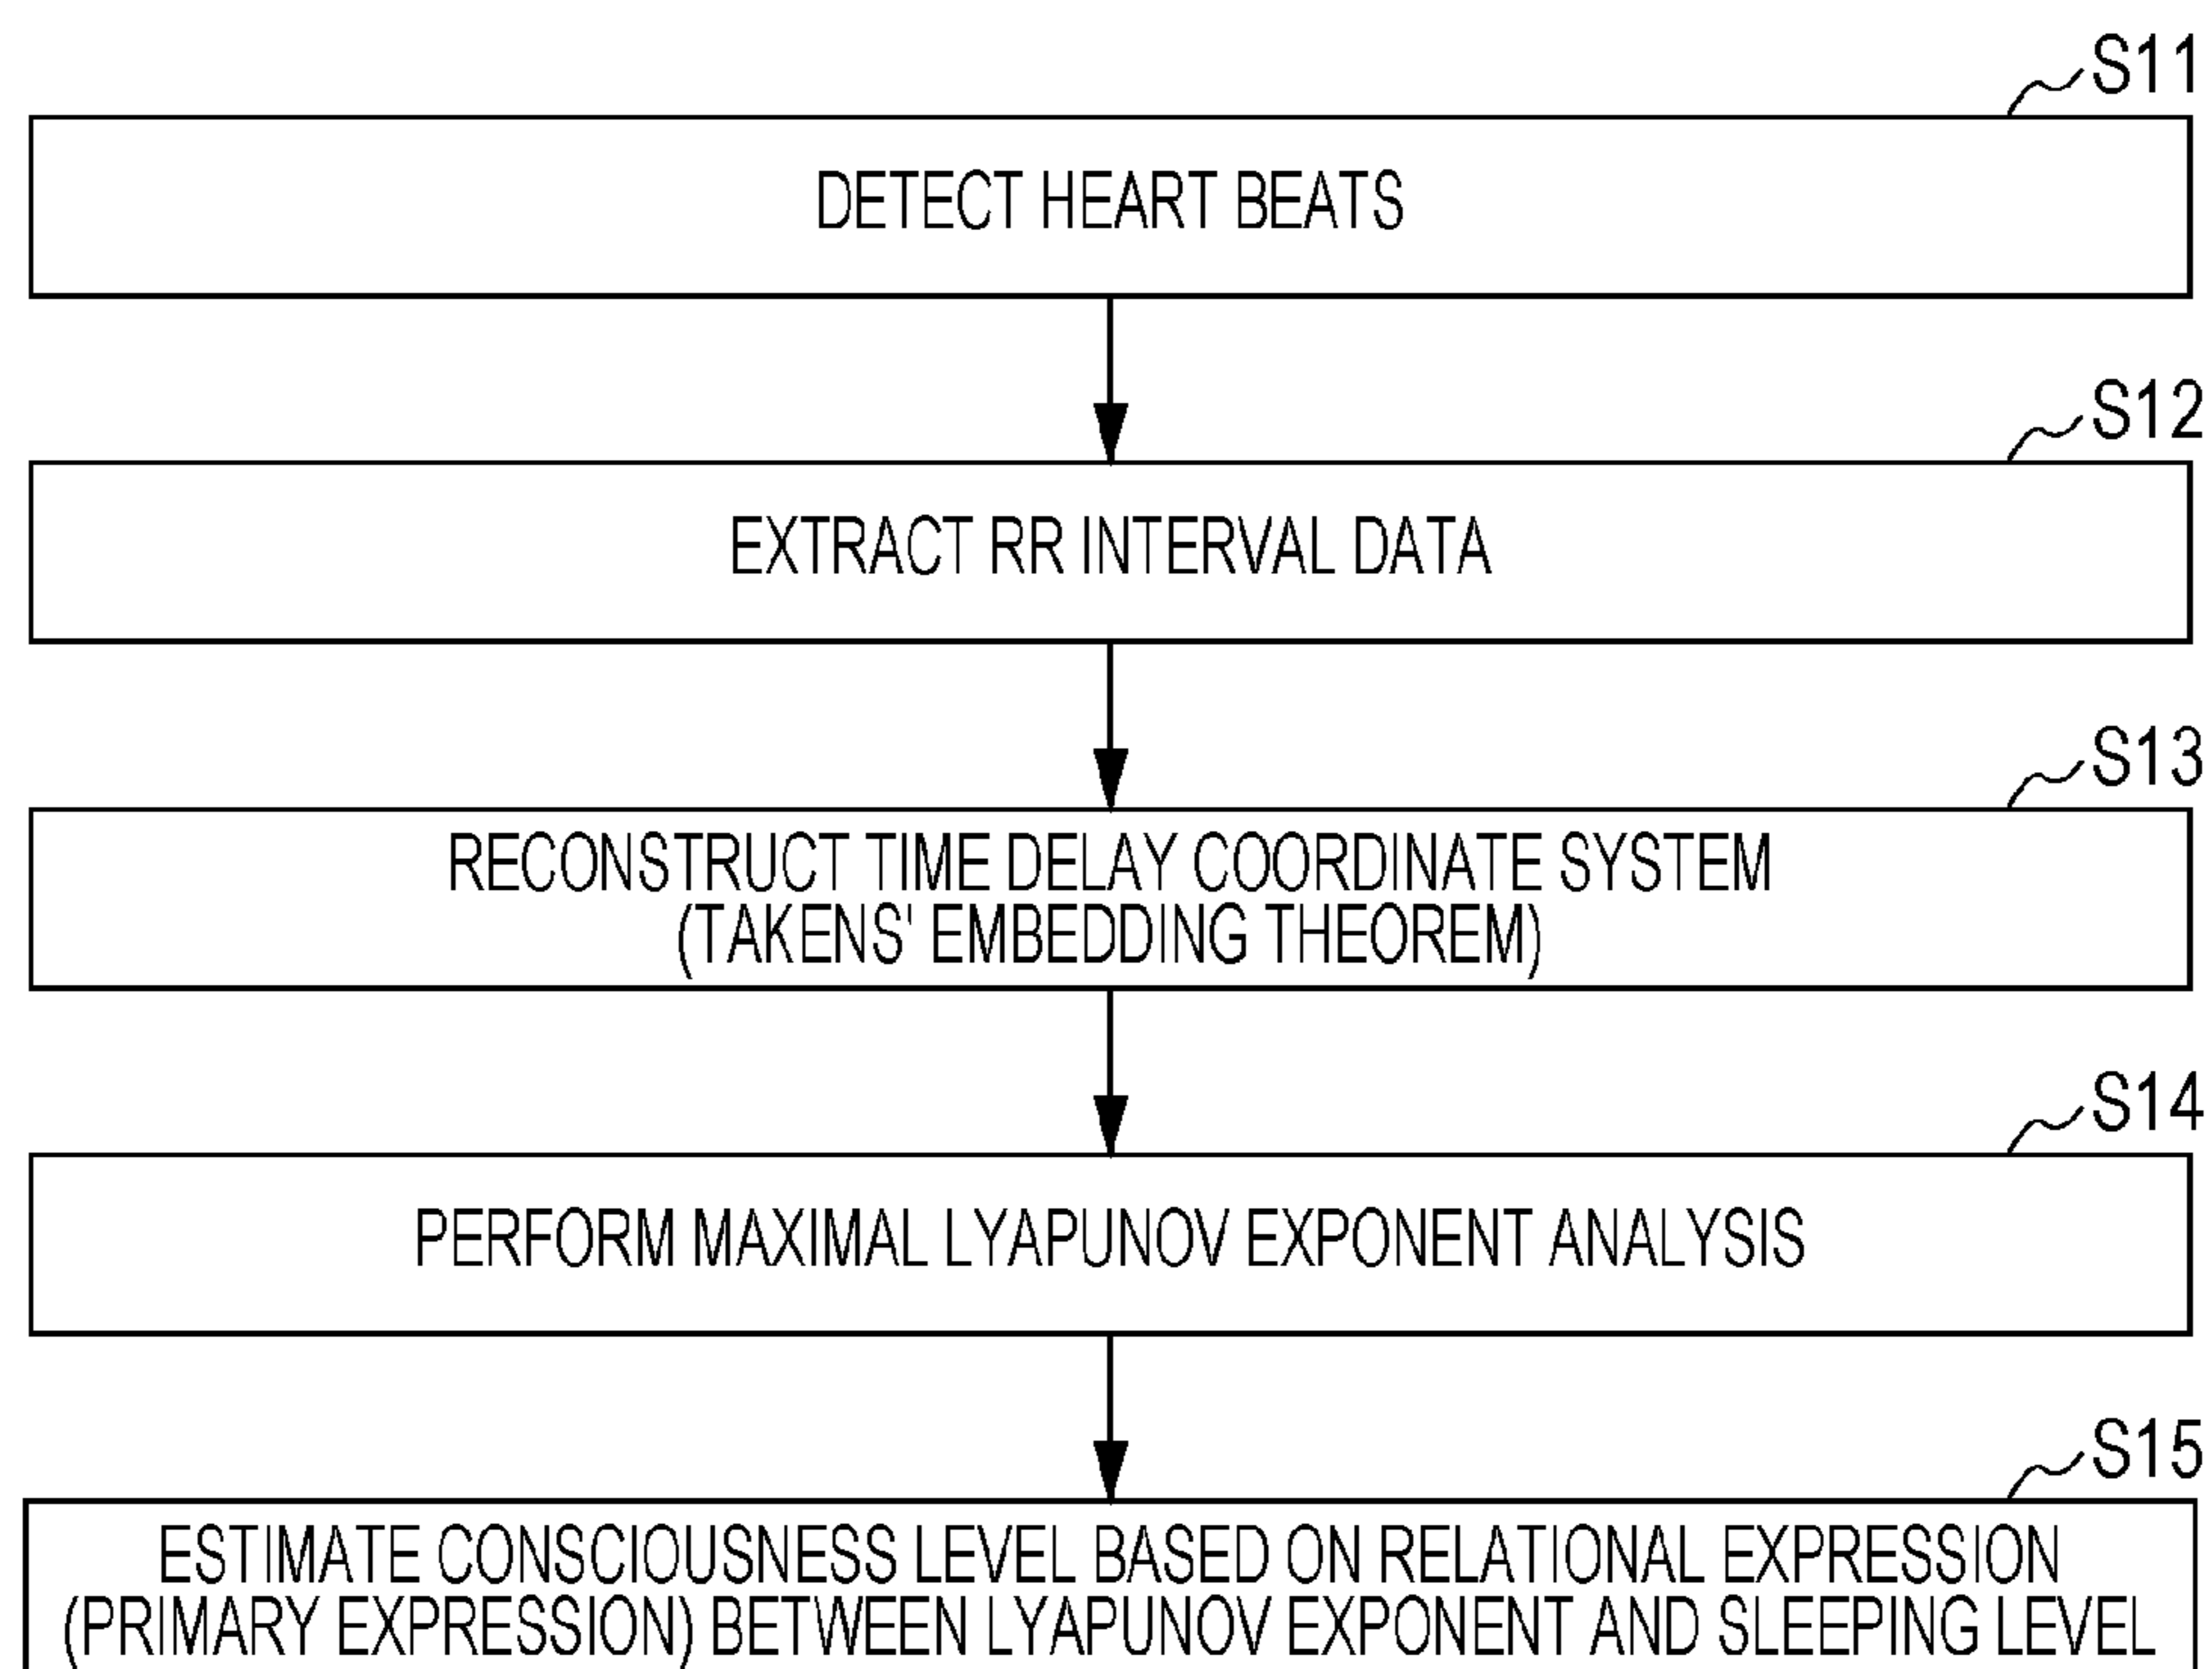 S11
DETECT HEART BEATS
S12
EXTRACT RR INTERVAL DATA
S13
RECONSTRUCT TIME DELAY COORDINATE SYSTEM
(TAKENS' EMBEDDING THEOREM)
S14
PERFORM MAXIMAL LYAPUNOV EXPONENT ANALYSIS
S15
ESTIMATE CONSCIOUSNESS LEVEL BASED ON RELATIONAL EXPRESSION
(PRIMARY EXPRESSION) BETWEEN LYAPUNOV EXPONENT AND SLEEPING LEVEL